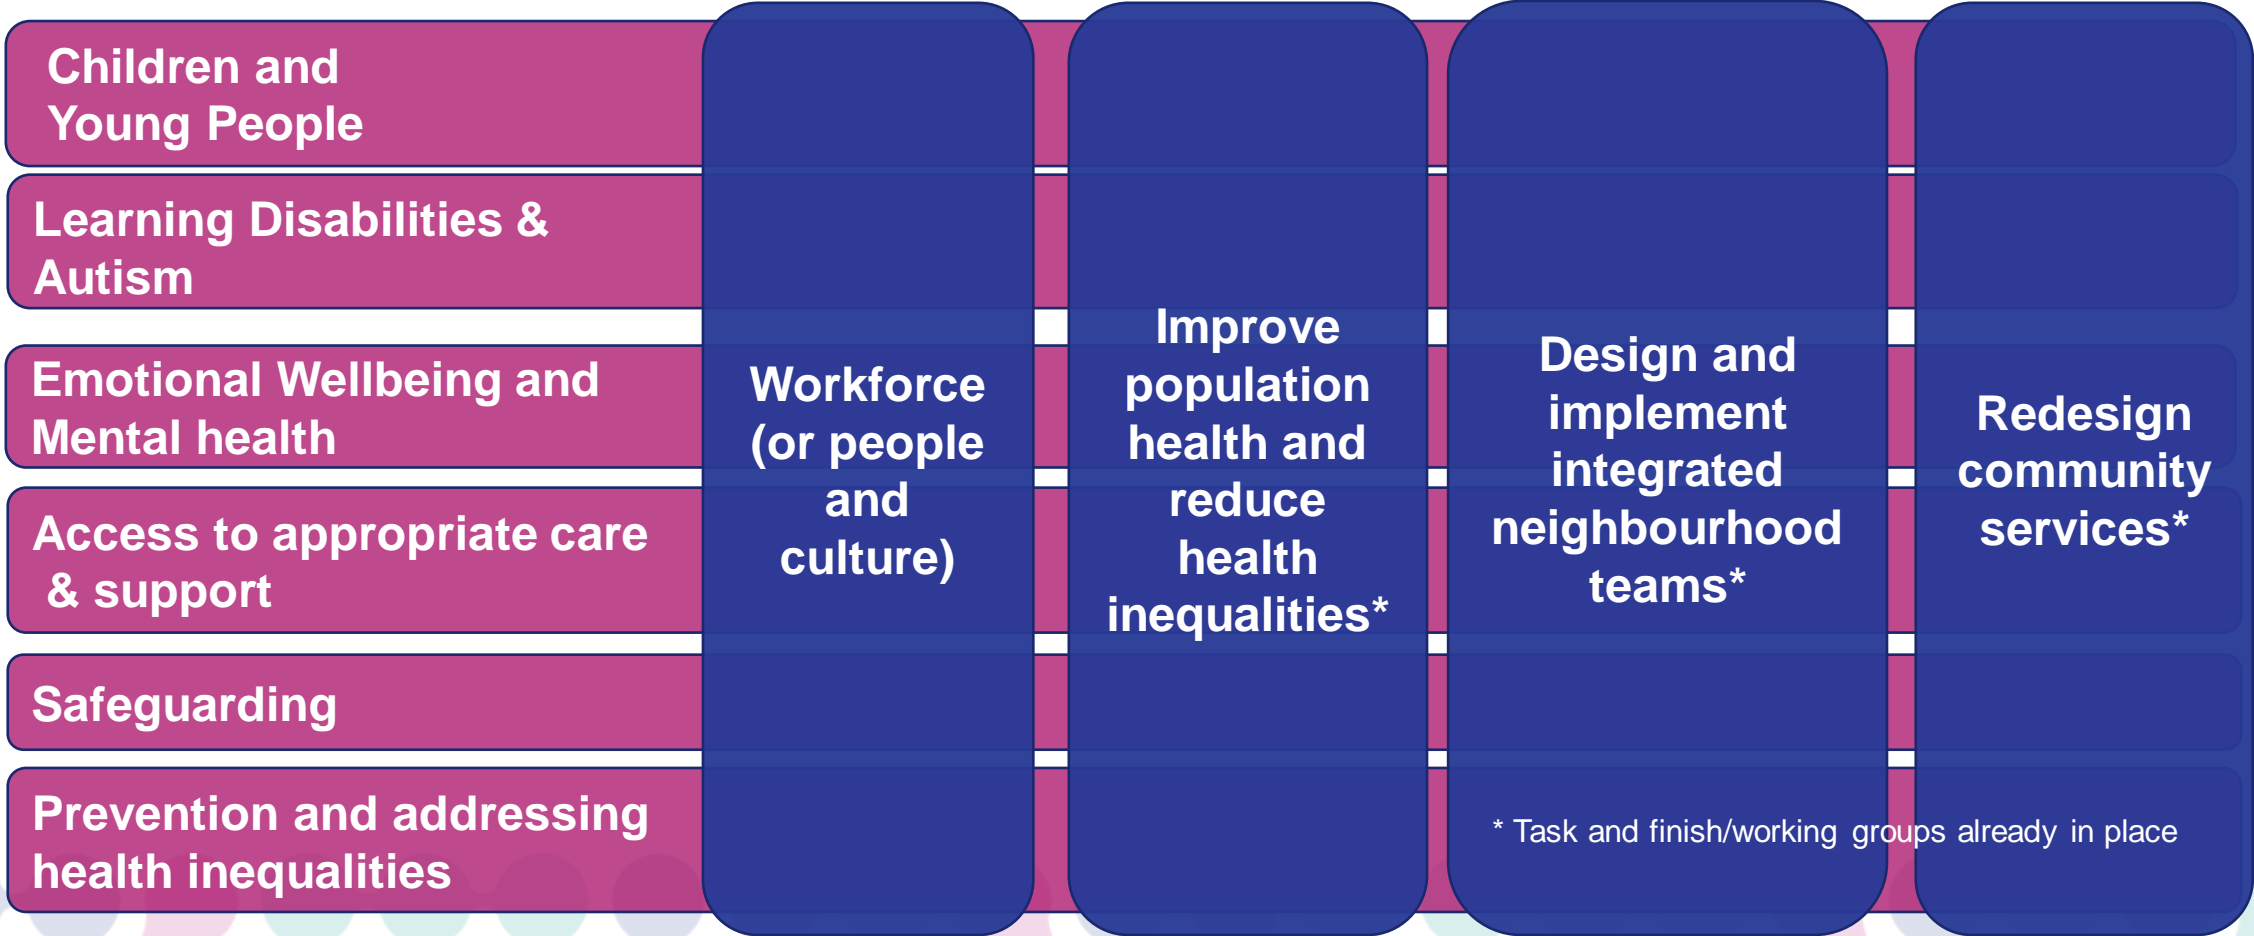 Children and
Young People
Learning Disabilities &
Autism
Emotional Wellbeing and
Mental health
Access to appropriate care
& support
Safeguarding
Prevention and addressing
health inequalities
Workforce
(or people
and
culture)
Improve
population
health and
reduce
health
inequalities*
Design and
implement
integrated
neighbourhood
teams*
Redesign
community
services*
* Task and finish/working groups already in place